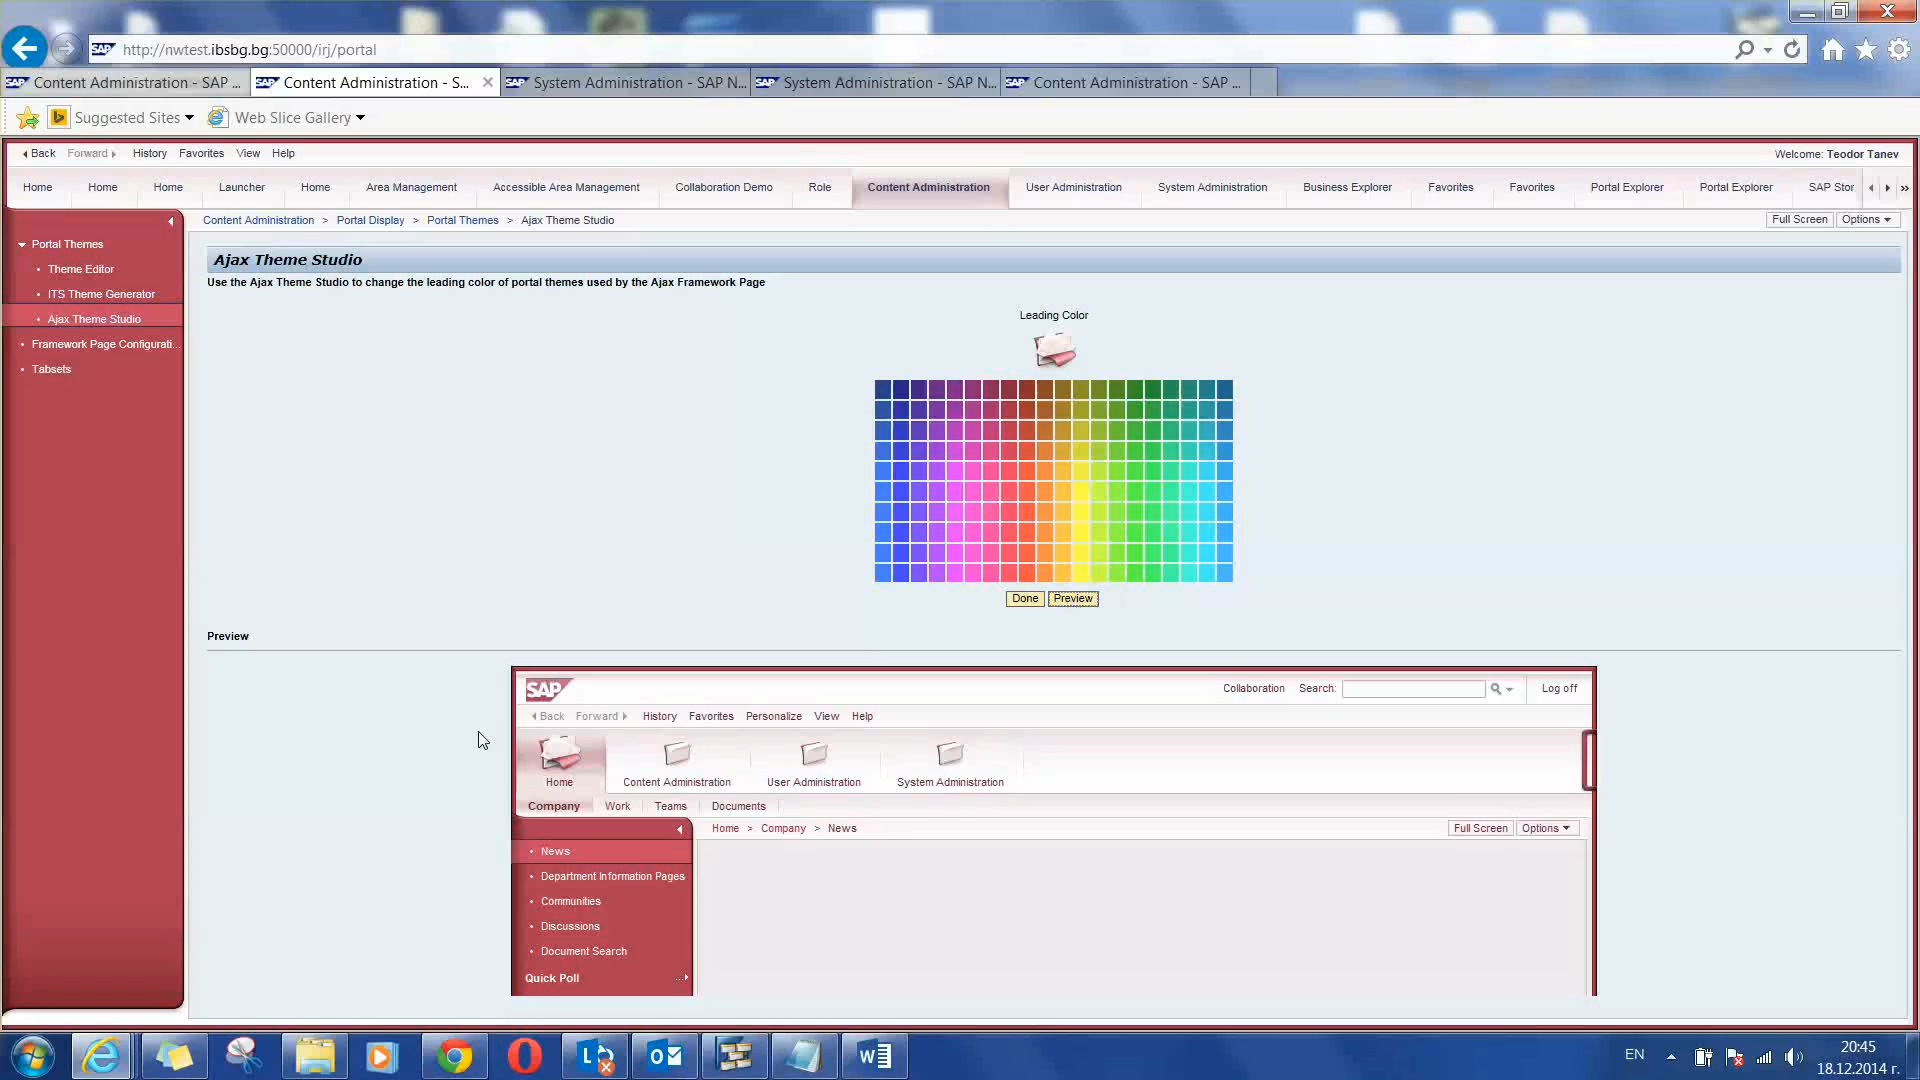 SAP http://nwtest.ibsbg.bg:50000/irj/portal
SAP Content Administration - SAP ... SAP Content Administration - S... SAP System Administration - SAP N... SAP System Administration - SAP N... SAP Content Administration - SAP ...
Suggested Sites Web Slice Gallery
Back Forward History Favorites View Help Welcome: Teodor Tanev
Home Home Home Launcher Home Area Management Accessible Area Management Collaboration Demo Role Content Administration User Administration System Administration Business Explorer Favorites Favorites Portal Explorer Portal Explorer SAP Stor
Content Administration > Portal Display > Portal Themes > Ajax Theme Studio Full Screen Options
Portal Themes
Theme Editor
ITS Theme Generator
Ajax Theme Studio
Framework Page Configurati...
Tabsets
Ajax Theme Studio
Use the Ajax Theme Studio to change the leading color of portal themes used by the Ajax Framework Page
Leading Color
Done Preview
Preview
SAP Collaboration Search: Log off
Back Forward History Favorites Personalize View Help
Home Content Administration User Administration System Administration
Company Work Teams Documents
Home > Company > News Full Screen Options
News
Department Information Pages
Communities
Discussions
Document Search
Quick Poll ...
EN 20:45
18.12.2014 г.